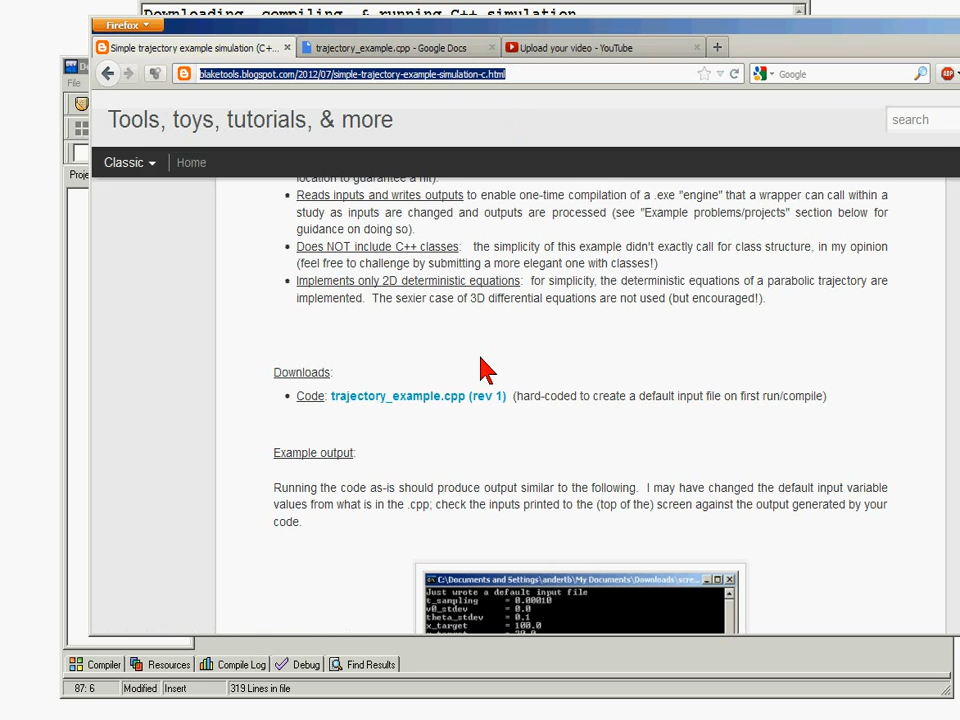 Downloading, compiling, & running C++ simulation
Firefox
Simple trajectory example simulation (C+...
trajectory_example.cpp - Google Docs
Upload your video - YouTube
blaketools.blogspot.com/2012/07/simple-trajectory-example-simulation-c.html
Google
ABP
File
Tools, toys, tutorials, & more
search
Classic
Home
Proje
location to guarantee a hit).
• Reads inputs and writes outputs to enable one-time compilation of a .exe "engine" that a wrapper can call within a
study as inputs are changed and outputs are processed (see "Example problems/projects" section below for
guidance on doing so).
• Does NOT include C++ classes: the simplicity of this example didn't exactly call for class structure, in my opinion
(feel free to challenge by submitting a more elegant one with classes!)
• Implements only 2D deterministic equations: for simplicity, the deterministic equations of a parabolic trajectory are
implemented. The sexier case of 3D differential equations are not used (but encouraged!).
Downloads:
• Code: trajectory_example.cpp (rev 1) (hard-coded to create a default input file on first run/compile)
Example output:
Running the code as-is should produce output similar to the following. I may have changed the default input variable
values from what is in the .cpp; check the inputs printed to the (top of the) screen against the output generated by your
code.
C:\Documents and Settings\andertb\My Documents\Downloads\scre...
Just wrote a default input file
t_sampling = 0.00010
v0_stdev = 0.0
theta_stdev = 0.1
x_target = 100.0
Compiler
Resources
Compile Log
Debug
Find Results
87: 6
Modified
Insert
319 Lines in file